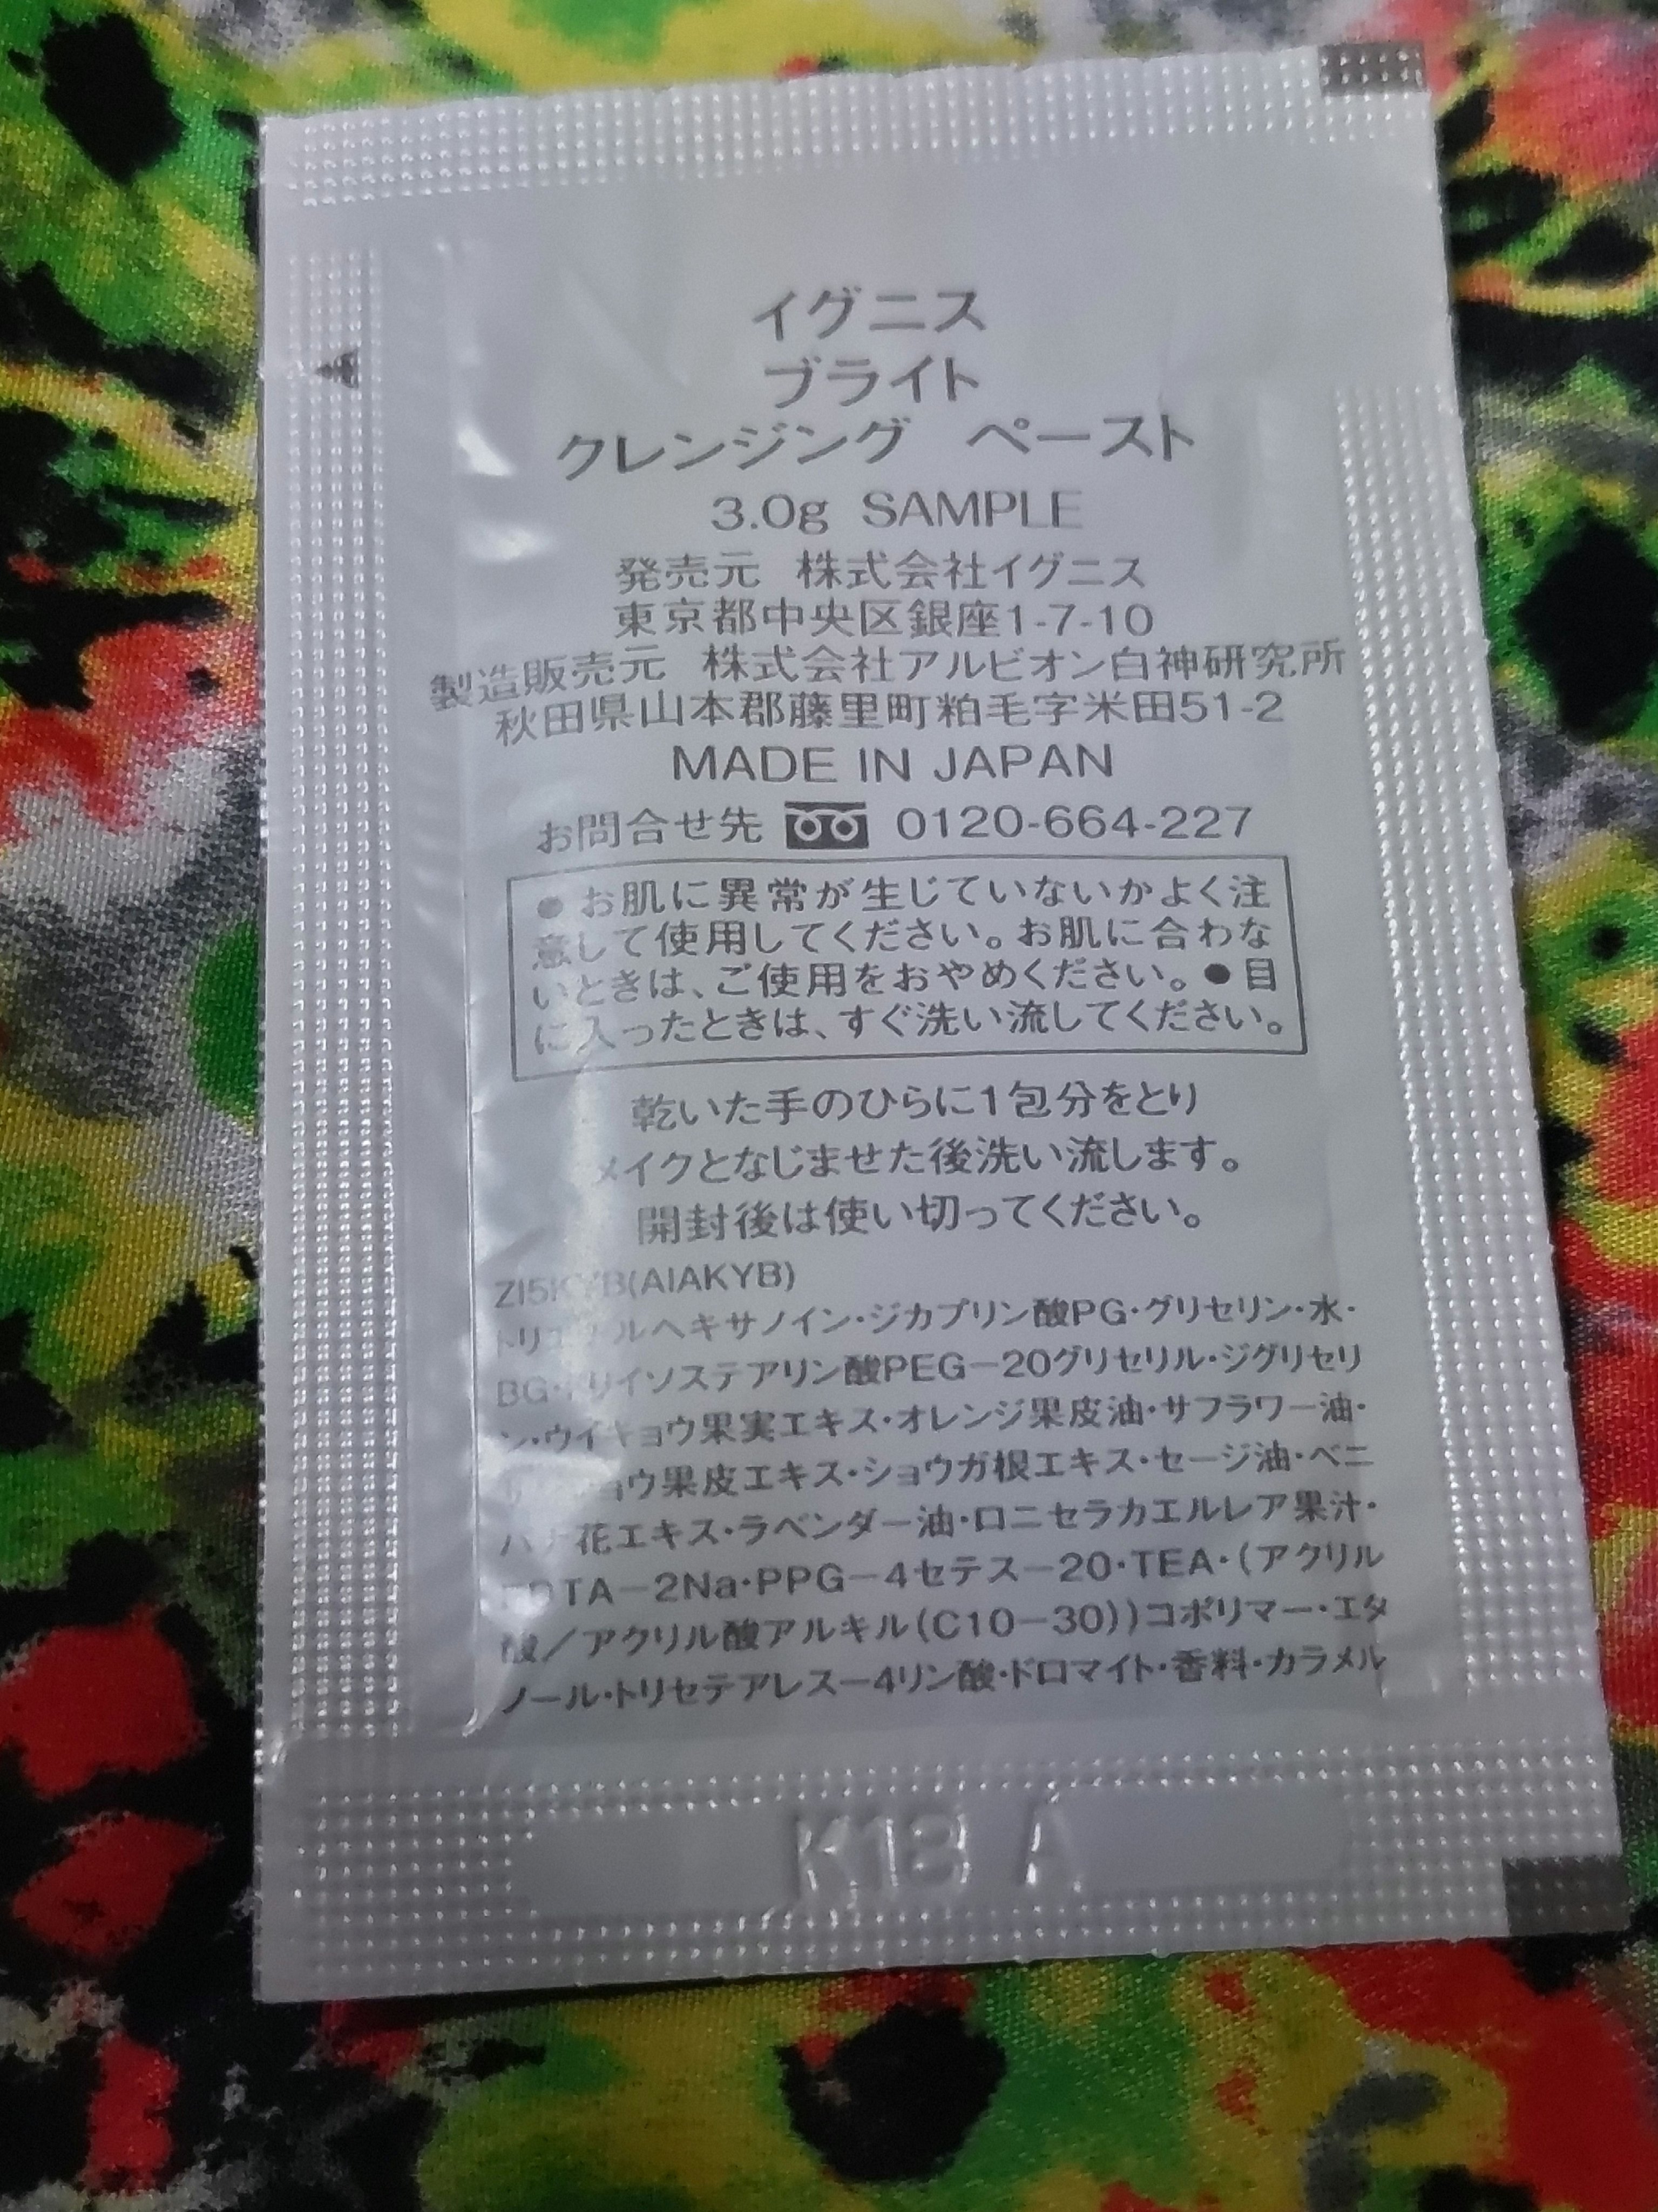 イグニス
ブライト
クレンジング ペースト
3.0g SAMPLE
発売元 株式会社イグニス
東京都中央区銀座1-7-10
製造販売元 株式会社アルビオン白神研究所
秋田県山本郡藤里町粕毛字米田51-2
MADE IN JAPAN
お問合せ先 0120-664-227
●お肌に異常が生じていないかよく注
意して使用してください。お肌に合わな
いときは、ご使用をおやめください。●目
に入ったときは、すぐ洗い流してください。
乾いた手のひらに1包分をとり
メイクとなじませた後洗い流します。
開封後は使い切ってください。
(AIAKYB)
ヘキサノイン・ジカプリン酸PG・グリセリン・水・
BG・トリイソステアリン酸PEG－20グリセリル・ジグリセリ
ン・ウイキョウ果実エキス・オレンジ果皮油・サフラワー油・
果皮エキス・ショウガ根エキス・セージ油・ベニ
バナ花エキス・ラベンダー油・ロニセラカエルレア果汁・
EDTA－2Na・PPG－4セテス－20・TEA・(アクリル
酸／アクリル酸アルキル(C10－30))コポリマー・エタ
ノール・トリセテアレス－4リン酸・ドロマイト・香料・カラメル
K13 A